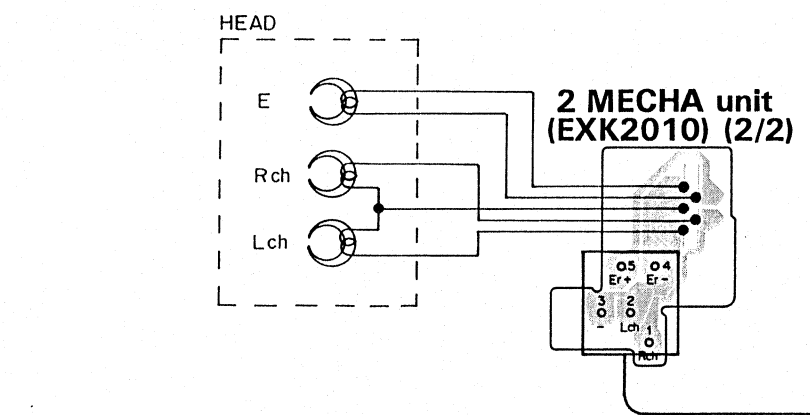 HEAD
E
2 MECHA unit
(EXK2010) (2/2)
Rch
Lch
5 4
Er+ Er-
3 2
- Lch 1
Rch